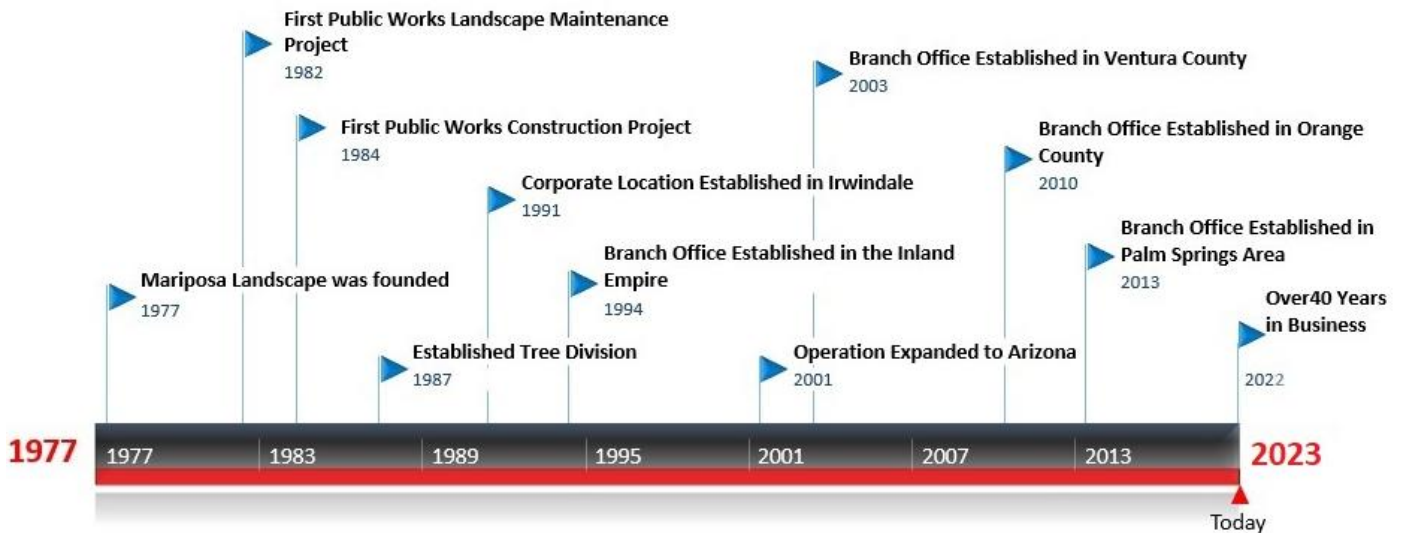 First Public Works Landscape Maintenance
Project
1982
Branch Office Established in Ventura County
2003
First Public Works Construction Project
1984
Branch Office Established in Orange
County
2010
Corporate Location Established in Irwindale
1991
Branch Office Established in
Palm Springs Area
2013
Branch Office Established in the Inland
Empire
1994
Mariposa Landscape was founded
1977
Over40 Years
in Business
2022
Established Tree Division
1987
Operation Expanded to Arizona
2001
1977
1977
1983
1989
1995
2001
2007
2013
2023
Today